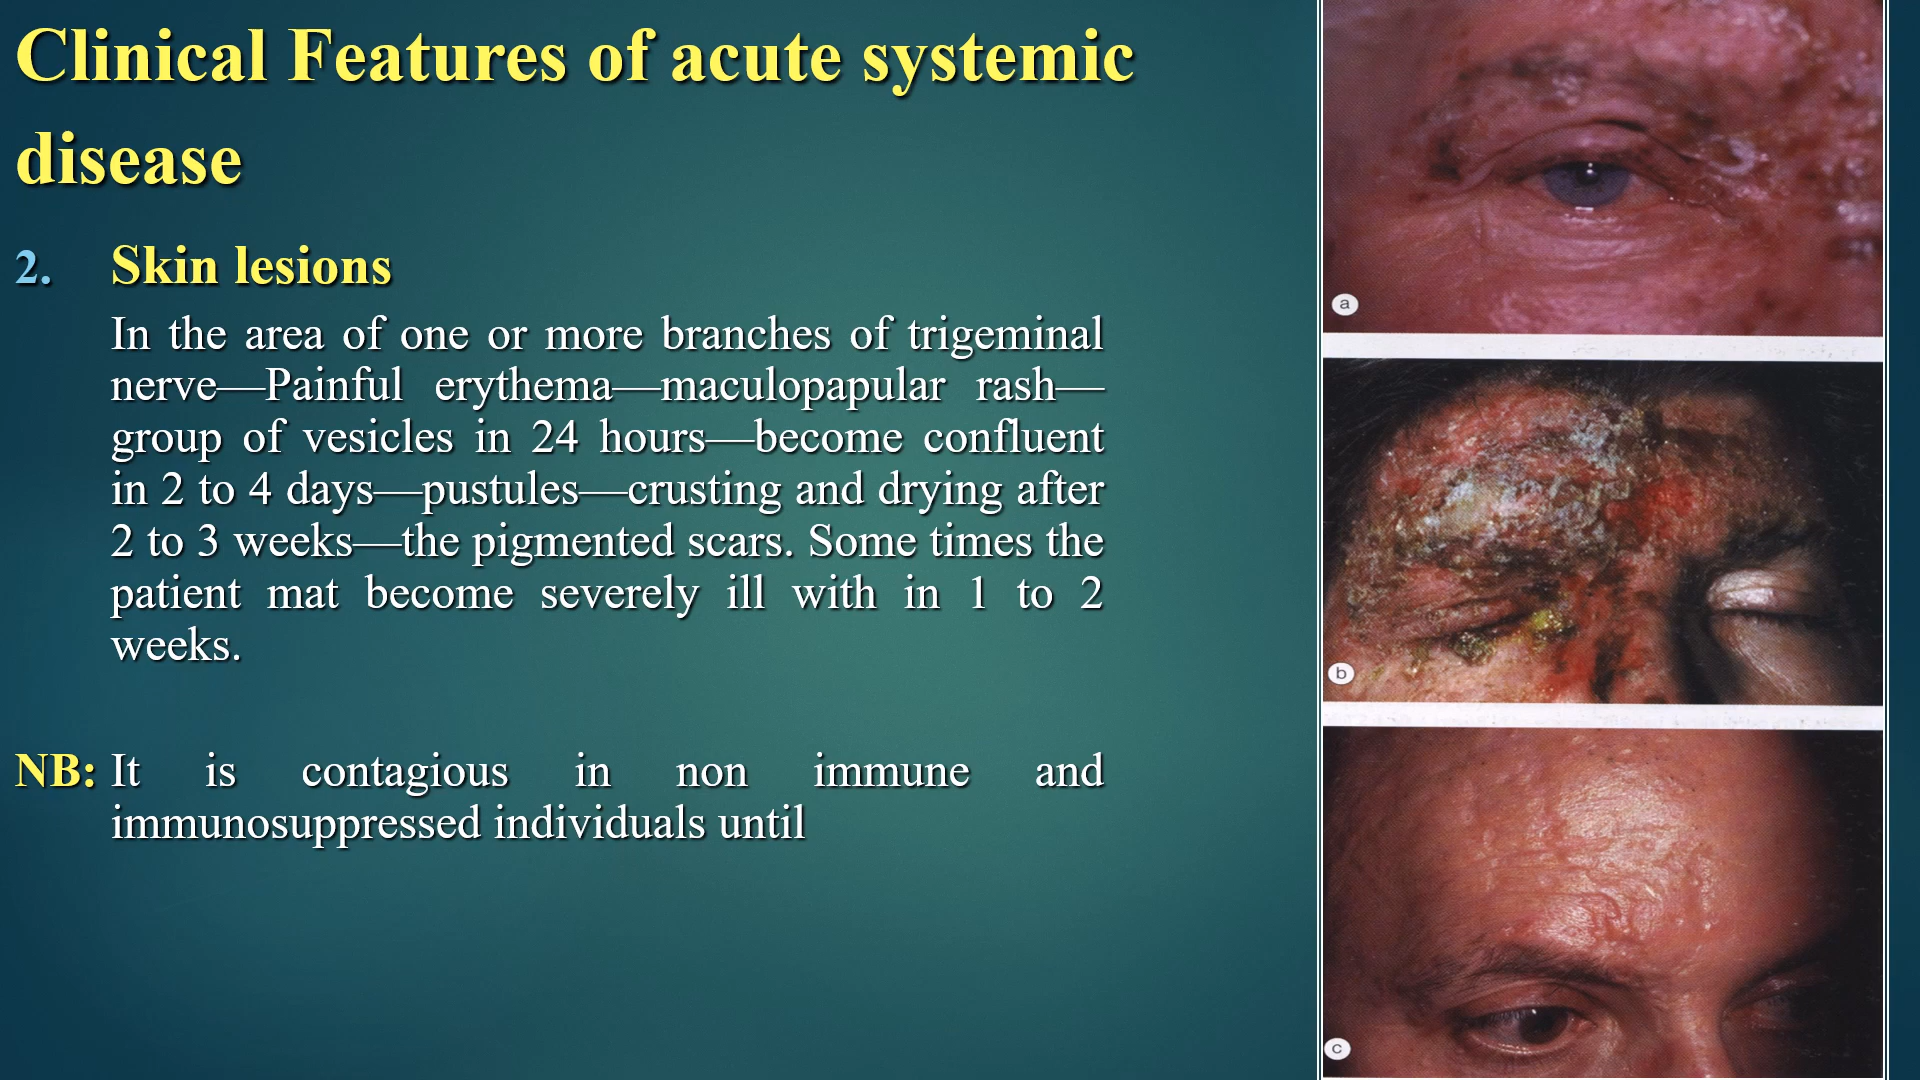 Clinical Features of acute systemic
disease
2. Skin lesions
In the area of one or more branches of trigeminal
nerve—Painful erythema—maculopapular rash—
group of vesicles in 24 hours—become confluent
in 2 to 4 days—pustules—crusting and drying after
2 to 3 weeks—the pigmented scars. Some times the
patient mat become severely ill with in 1 to 2
weeks.
NB: It is contagious in non immune and
immunosuppressed individuals until
a
b
c